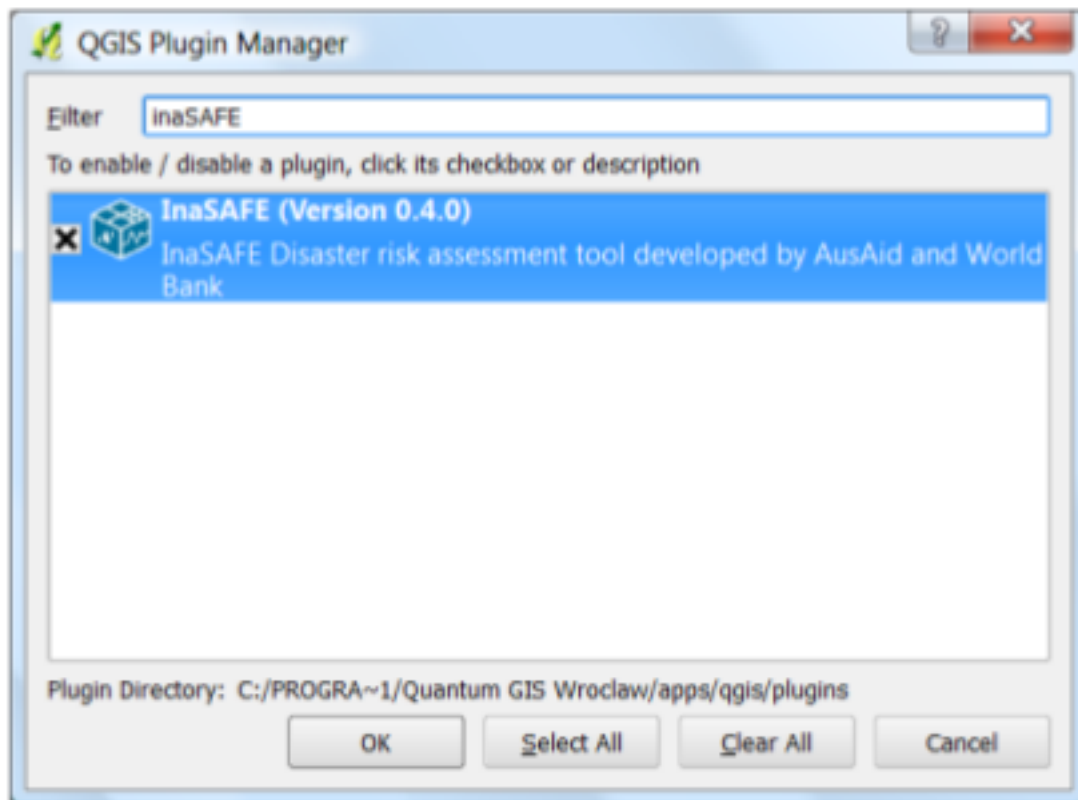 QGIS Plugin Manager
Filter inaSAFE
To enable / disable a plugin, click its checkbox or description
InaSAFE (Version 0.4.0)
InaSAFE Disaster risk assessment tool developed by AusAid and World
Bank
Plugin Directory: C:/PROGRA~1/Quantum GIS Wroclaw/apps/qgis/plugins
OK Select All Clear All Cancel